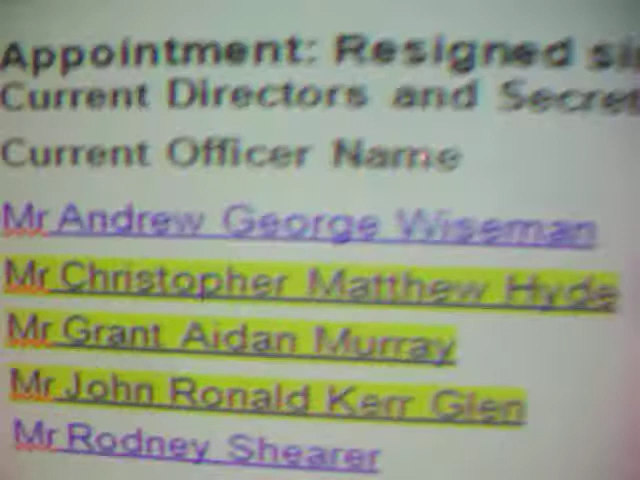 Appointment: Resigned
Current Directors and
Current Officer Name
Mr Andrew George Wiseman
Mr Christopher Matthew Hyde
Mr Grant Aidan Murray
Mr John Ronald Kerr Glen
Mr Rodney Shearer